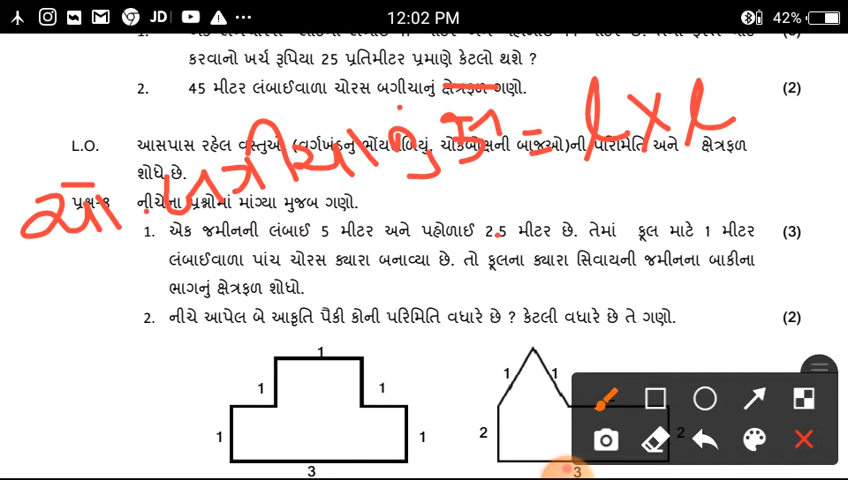 JD
12:02 PM
42%
કરવાનો ખર્ચ રૂપિયા 25 પ્રતિમીટર પ્રમાણે કેટલો થશે ?
2. 45 મીટર લંબાઈવાળા ચોરસ બગીચાનું ક્ષેત્રફળ ગણો. (2)
= l × l
L.O. આસપાસ રહેલ વસ્તુઓ (વર્ગખંડનું ભોંયતળિયું, ચોકબોક્સની બાજુઓ)ની પરિમિતિ અને ક્ષેત્રફળ
શોધે છે.
ચો. બગીચાનું ક્ષે
પ્રશ્ન-8 નીચેના પ્રશ્નોમાં માંગ્યા મુજબ ગણો.
1. એક જમીનની લંબાઈ 5 મીટર અને પહોળાઈ 2.5 મીટર છે. તેમાં ફૂલ માટે 1 મીટર (3)
લંબાઈવાળા પાંચ ચોરસ ક્યારા બનાવ્યા છે. તો ફૂલના ક્યારા સિવાયની જમીનના બાકીના
ભાગનું ક્ષેત્રફળ શોધો.
2. નીચે આપેલ બે આકૃતિ પૈકી કોની પરિમિતિ વધારે છે ? કેટલી વધારે છે તે ગણો. (2)
1
1 1 1 1
1 1 2 2
3 3